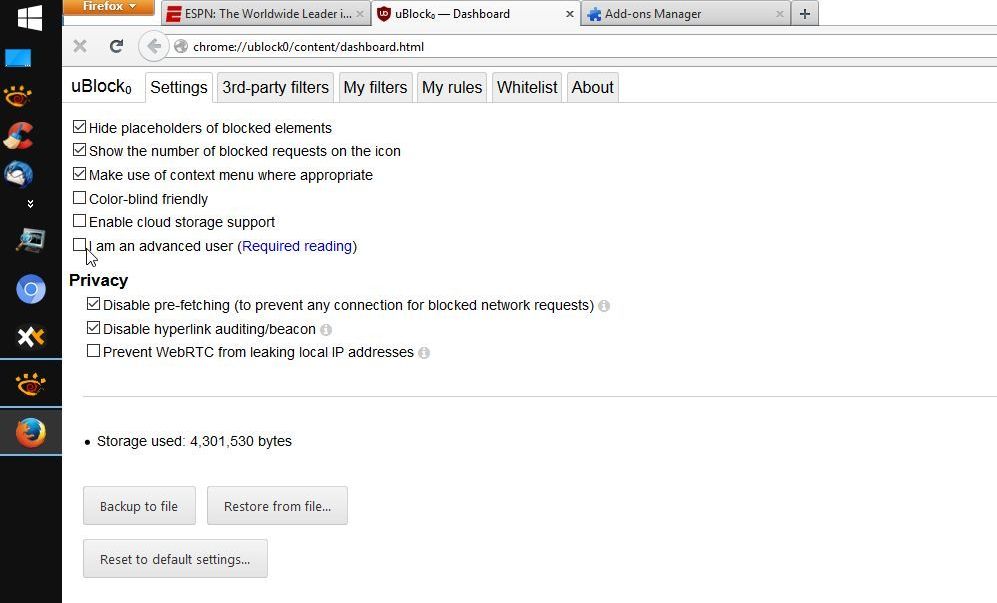 Firefox
ESPN: The Worldwide Leader i...
uBlock₀ — Dashboard
Add-ons Manager
chrome://ublock0/content/dashboard.html
uBlock₀
Settings
3rd-party filters
My filters
My rules
Whitelist
About
Hide placeholders of blocked elements
Show the number of blocked requests on the icon
Make use of context menu where appropriate
Color-blind friendly
Enable cloud storage support
I am an advanced user (Required reading)
Privacy
Disable pre-fetching (to prevent any connection for blocked network requests)
Disable hyperlink auditing/beacon
Prevent WebRTC from leaking local IP addresses
Storage used: 4,301,530 bytes
Backup to file
Restore from file...
Reset to default settings...